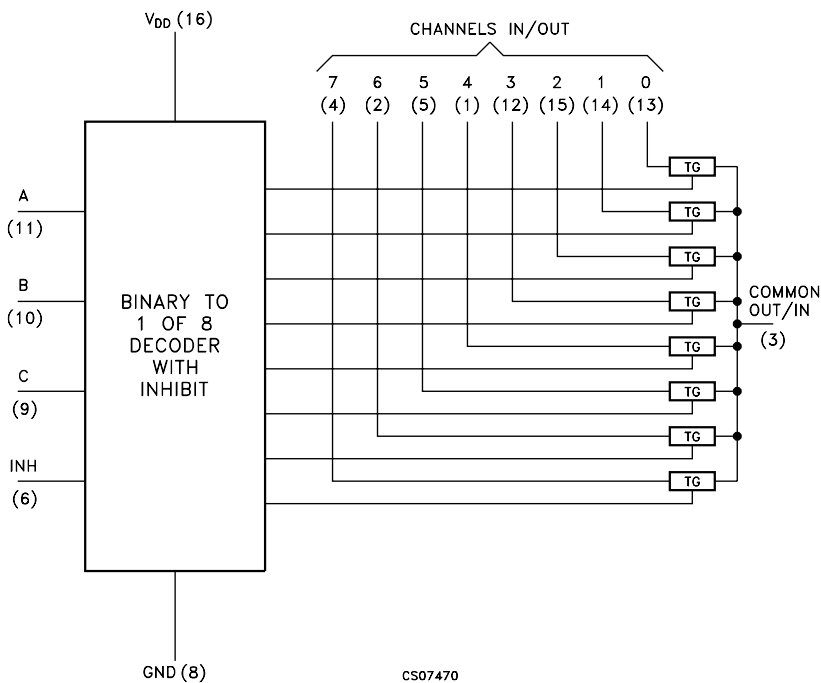 V_DD (16)
CHANNELS IN/OUT
7 6 5 4 3 2 1 0
(4) (2) (5) (1) (12) (15) (14) (13)
TG
A
TG
(11)
TG
B
BINARY TO
TG
COMMON
OUT/IN
(10)
1 OF 8
DECODER
TG
(3)
WITH
INHIBIT
C
TG
(9)
TG
INH
TG
(6)
GND (8)
CS07470